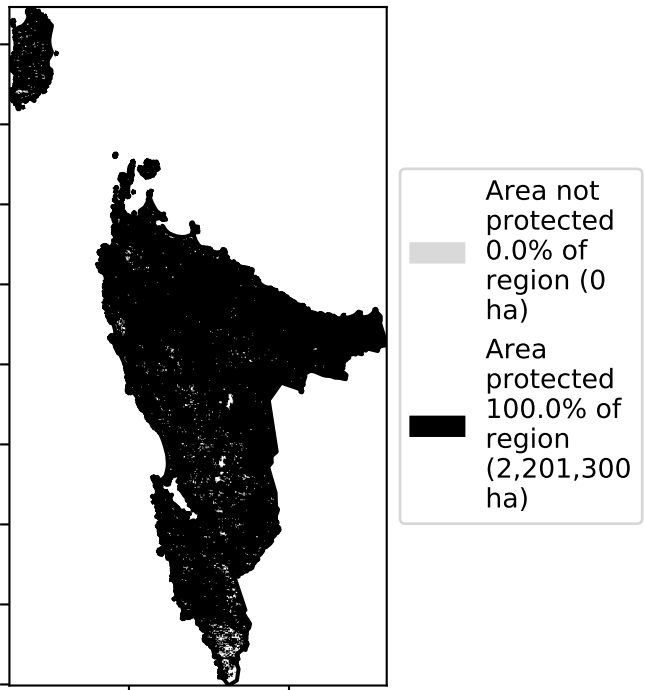 Area not
protected
0.0% of
region (0
ha)
Area
protected
100.0% of
region
(2,201,300
ha)